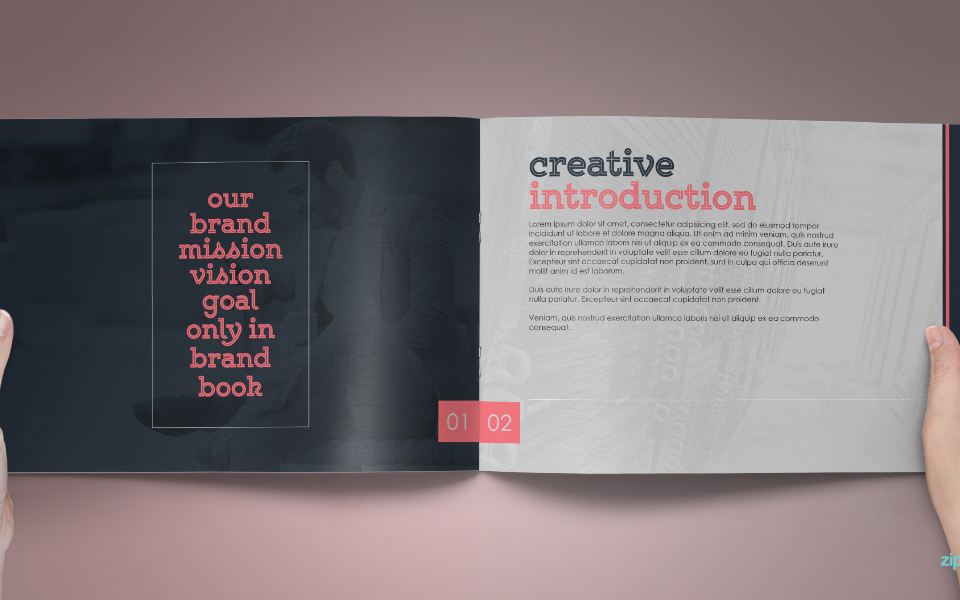 our
brand
mission
vision
goal
only in
brand
book
01
02
creative
introduction
Lorem ipsum dolor sit amet, consectetur adipisicing elit, sed do eiusmod tempor
incididunt ut labore et dolore magna aliqua. Ut enim ad minim veniam, quis nostrud
exercitation ullamco laboris nisi ut aliquip ex ea commodo consequat. Duis aute irure
dolor in reprehenderit in voluptate velit esse cillum dolore eu fugiat nulla pariatur.
Excepteur sint occaecat cupidatat non proident, sunt in culpa qui officia deserunt
mollit anim id est laborum.
Duis aute irure dolor in reprehenderit in voluptate velit esse cillum dolore eu fugiat
nulla pariatur. Excepteur sint occaecat cupidatat non proident.
Veniam, quis nostrud exercitation ullamco laboris nisi ut aliquip ex ea commodo
consequat.
zip